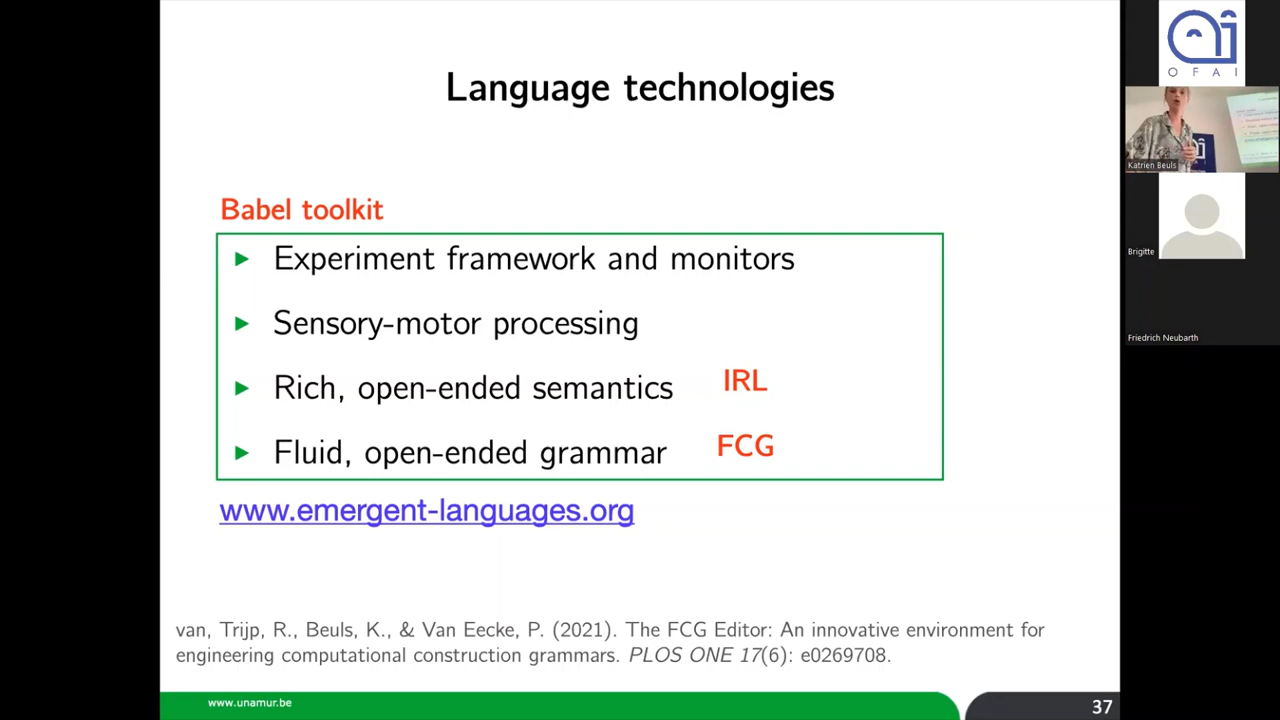 Language technologies
Babel toolkit
Experiment framework and monitors
Sensory-motor processing
Rich, open-ended semantics IRL
Fluid, open-ended grammar FCG
www.emergent-languages.org
van, Trijp, R., Beuls, K., & Van Eecke, P. (2021). The FCG Editor: An innovative environment for
engineering computational construction grammars. PLOS ONE 17(6): e0269708.
www.unamur.be
37
OFAI
Katrien Beuls
Brigitte
Friedrich Neubarth